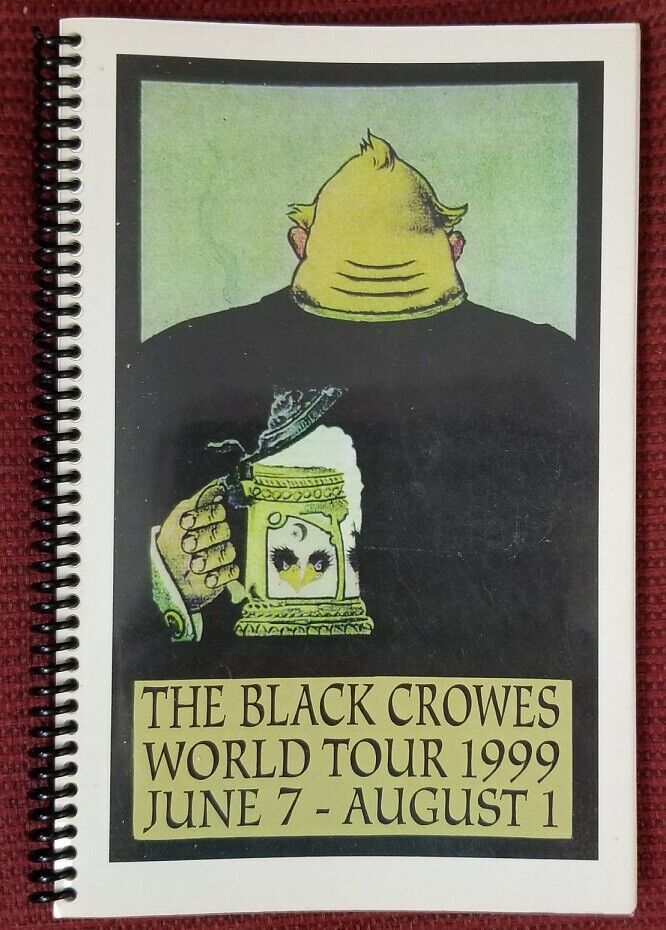 THE BLACK CROWES
WORLD TOUR 1999
JUNE 7 - AUGUST 1